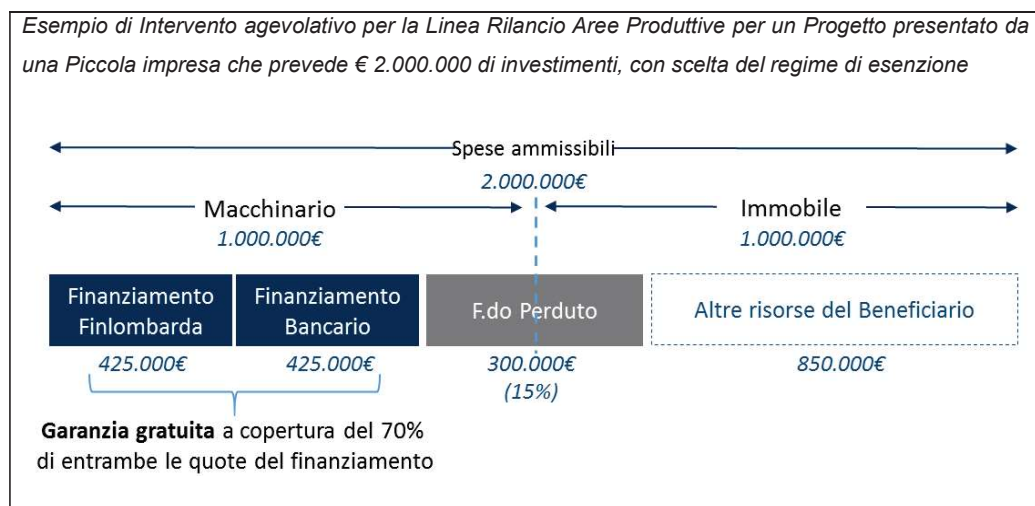 Esempio di Intervento agevolativo per la Linea Rilancio Aree Produttive per un Progetto presentato da
una Piccola impresa che prevede € 2.000.000 di investimenti, con scelta del regime di esenzione
Spese ammissibili
2.000.000€
Macchinario
Immobile
1.000.000€
1.000.000€
Finanziamento
Finlombarda
Finanziamento
Bancario
F.do Perduto
Altre risorse del Beneficiario
425.000€
425.000€
300.000€
(15%)
850.000€
Garanzia gratuita a copertura del 70%
di entrambe le quote del finanziamento